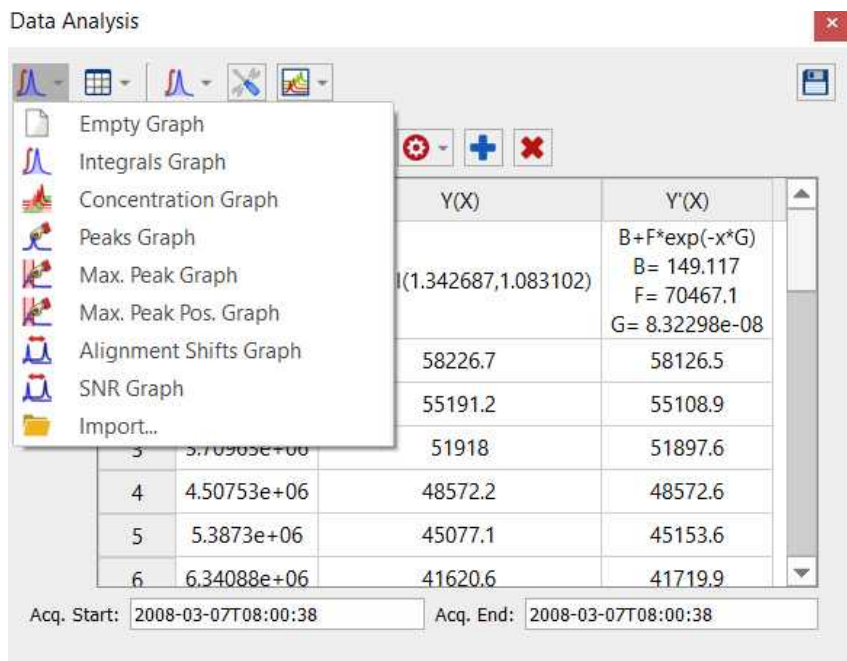 Data Analysis
Empty Graph
Integrals Graph
Concentration Graph
Peaks Graph
Max. Peak Graph
Max. Peak Pos. Graph
Alignment Shifts Graph
SNR Graph
Import...
Y(X) Y'(X)
I(1.342687,1.083102) B+F*exp(-x*G)
B= 149.117
F= 70467.1
G= 8.32298e-08
58226.7 58126.5
55191.2 55108.9
3 51918 51897.6
4 4.50753e+06 48572.2 48572.6
5 5.3873e+06 45077.1 45153.6
6 6.34088e+06 41620.6 41719.9
Acq. Start: 2008-03-07T08:00:38 Acq. End: 2008-03-07T08:00:38